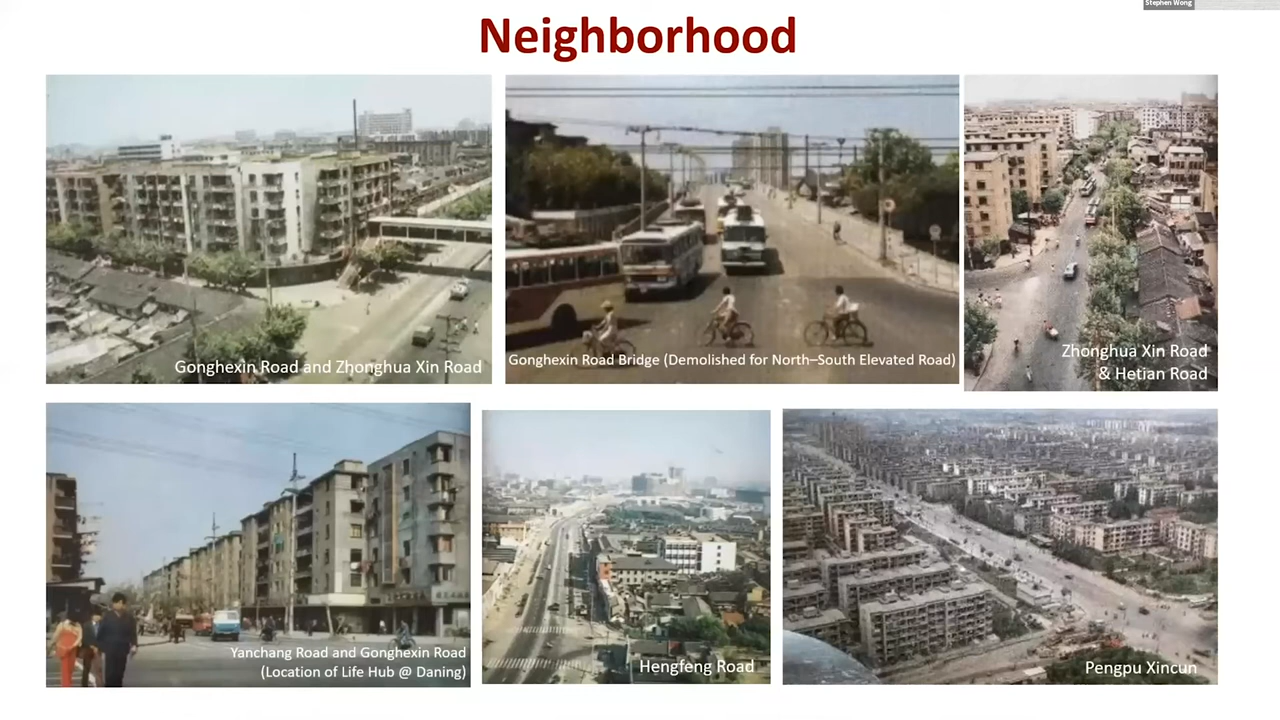 Stephen Wong
Neighborhood
Gonghexin Road and Zhonghua Xin Road
Gonghexin Road Bridge (Demolished for North–South Elevated Road)
Zhonghua Xin Road
& Hetian Road
Yanchang Road and Gonghexin Road
(Location of Life Hub @ Daning)
Hengfeng Road
Pengpu Xincun